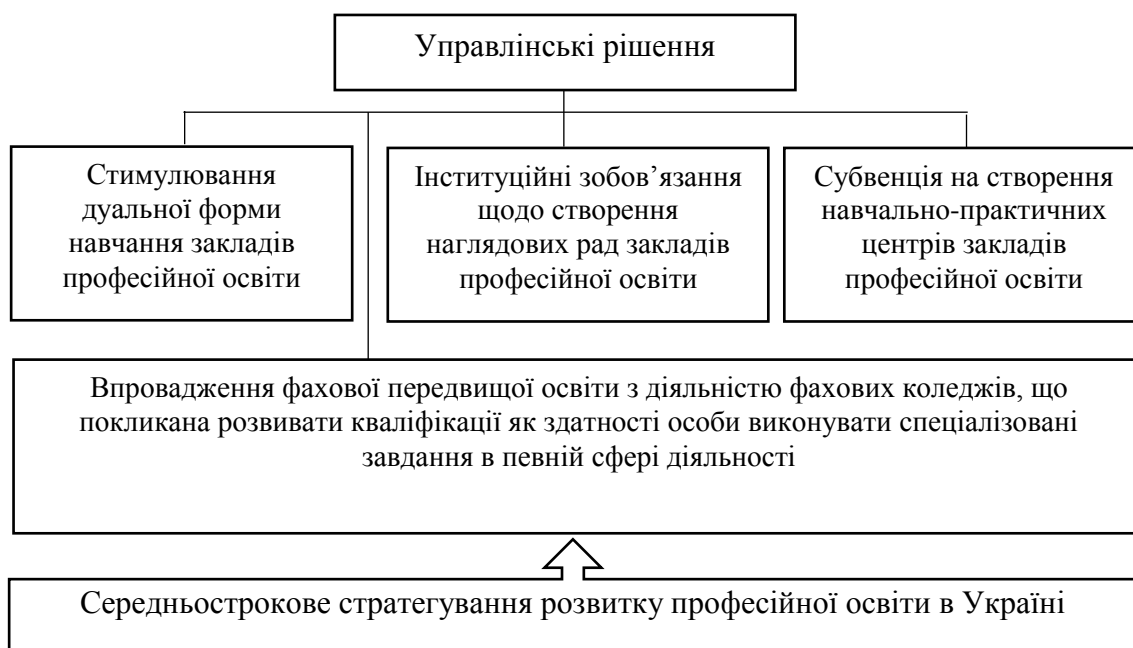 Управлінські рішення
Стимулювання
дуальної форми
навчання закладів
професійної освіти
Інституційні зобов’язання
щодо створення
наглядових рад закладів
професійної освіти
Субвенція на створення
навчально-практичних
центрів закладів
професійної освіти
Впровадження фахової передвищої освіти з діяльністю фахових коледжів, що
покликана розвивати кваліфікації як здатності особи виконувати спеціалізовані
завдання в певній сфері діяльності
Середньострокове стратегування розвитку професійної освіти в Україні